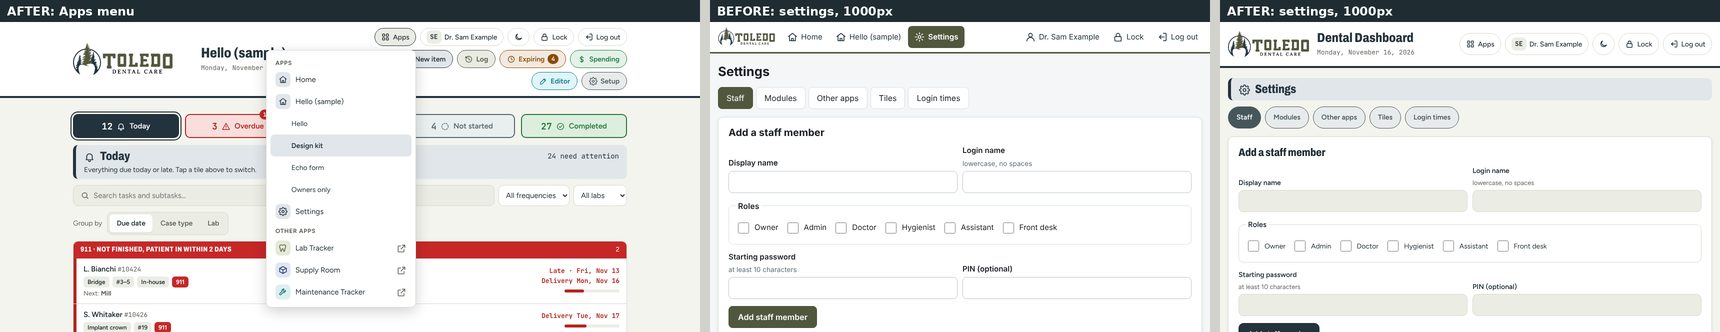 AFTER: Apps menu
TOLEDO
DENTAL CARE
Hello (sample)
Monday, November
Apps
SE Dr. Sam Example
Lock
Log out
New item
Log
Expiring 4
Spending
Editor
Setup
APPS
Home
Hello (sample)
Hello
Design kit
Echo form
Owners only
Settings
OTHER APPS
Lab Tracker
Supply Room
Maintenance Tracker
12 Today
3 Overdue
4 Not started
27 Completed
Today
Everything due today or late. Tap a tile above to switch.
24 need attention
Search tasks and subtasks...
All frequencies
All labs
Group by
Due date
Case type
Lab
911 · NOT FINISHED, PATIENT IN WITHIN 2 DAYS
2
L. Bianchi #10424
Bridge
#3–5
In-house
911
Next: Mill
Late · Fri, Nov 13
Delivery Mon, Nov 16
S. Whitaker #10426
Implant crown
#19
911
Delivery Tue, Nov 17
BEFORE: settings, 1000px
TOLEDO
DENTAL CARE
Home
Hello (sample)
Settings
Dr. Sam Example
Lock
Log out
Settings
Staff
Modules
Other apps
Tiles
Login times
Add a staff member
Display name
Login name
lowercase, no spaces
Roles
Owner
Admin
Doctor
Hygienist
Assistant
Front desk
Starting password
at least 10 characters
PIN (optional)
Add staff member
AFTER: settings, 1000px
TOLEDO
DENTAL CARE
Dental Dashboard
Monday, November 16, 2026
Apps
SE Dr. Sam Example
Lock
Log out
Settings
Staff
Modules
Other apps
Tiles
Login times
Add a staff member
Display name
Login name
lowercase, no spaces
Roles
Owner
Admin
Doctor
Hygienist
Assistant
Front desk
Starting password
at least 10 characters
PIN (optional)